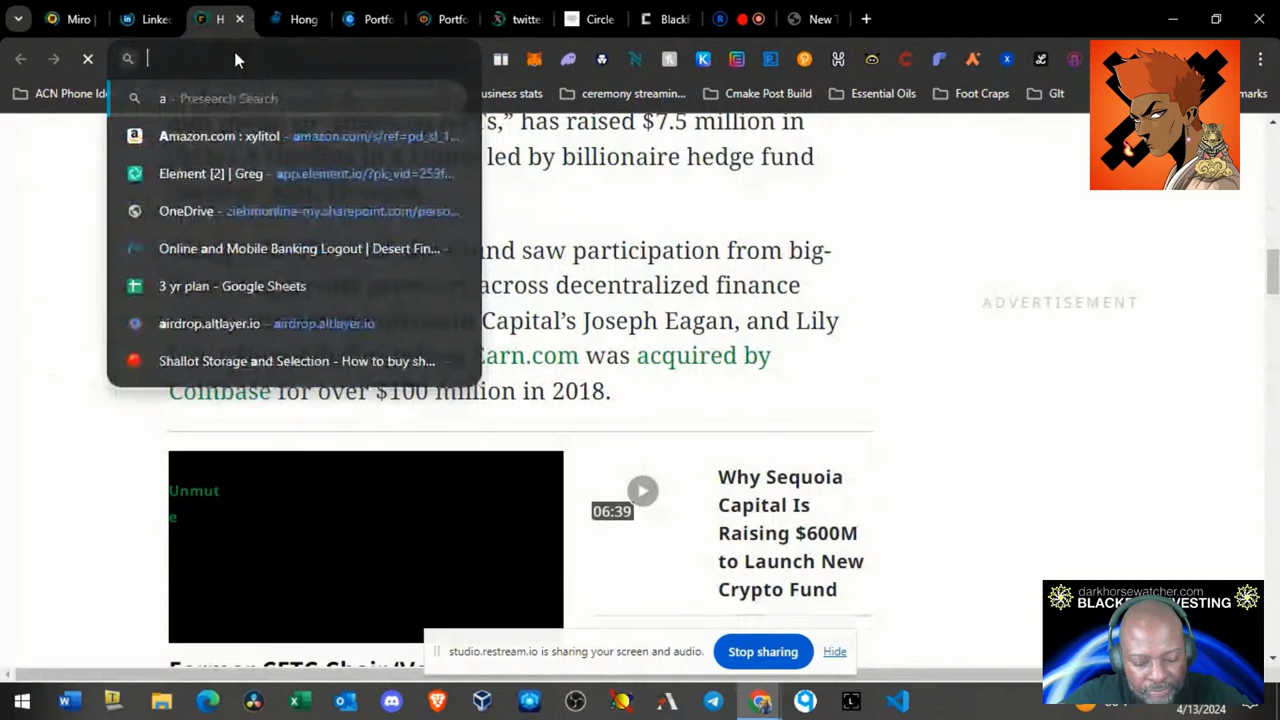 Miro
Linked
H
Hong
Portfo
Portfo
twitte
Circle
Black
New T
a - Presearch Search
ACN Phone Ide
usiness stats
ceremony streamin...
Cmake Post Build
Essential Oils
Foot Craps
GIt
Amazon.com : xylitol - amazon.com/s/ref=pd_sl_1...
Element [2] | Greg - app.element.io/?pk_vid=259f...
OneDrive - ziehmonline-my.sharepoint.com/perso...
Online and Mobile Banking Logout | Desert Fin... -
3 yr plan - Google Sheets
airdrop.altlayer.io - airdrop.altlayer.io
Shallot Storage and Selection - How to buy sh... -
s,” has raised $7.5 million in
led by billionaire hedge fund
nd saw participation from big-
across decentralized finance
Capital’s Joseph Eagan, and Lily
Earn.com was acquired by
Coinbase for over $100 million in 2018.
ADVERTISEMENT
Unmut
e
06:39
Why Sequoia
Capital Is
Raising $600M
to Launch New
Crypto Fund
Former CFTC Chair
studio.restream.io is sharing your screen and audio.
Stop sharing
Hide
darkhorsewatcher.com
INVESTING
4/13/2024